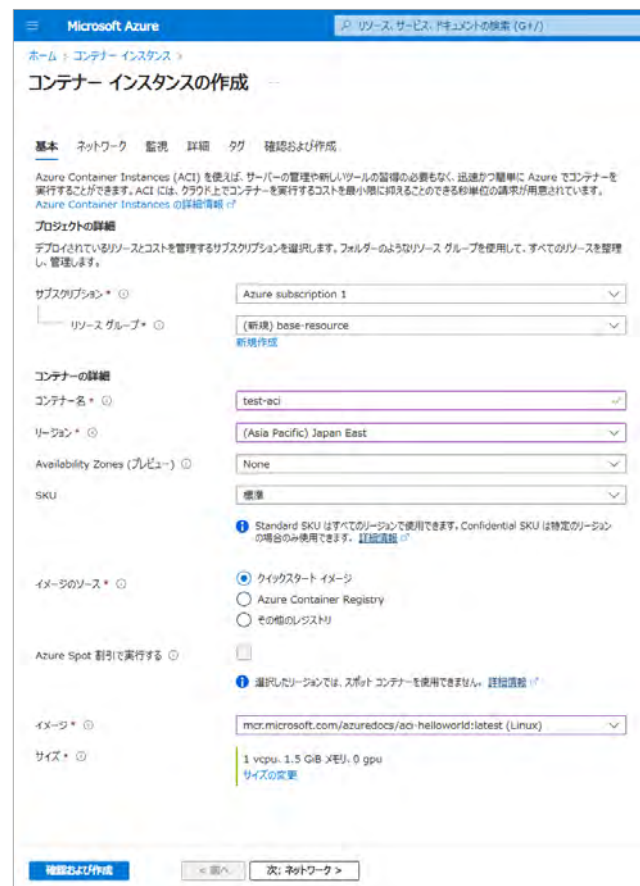 Microsoft Azure
リソース、サービス、ドキュメントの検索 (G+/)
ホーム > コンテナー インスタンス >
コンテナー インスタンスの作成 …
基本 ネットワーク 監視 詳細 タグ 確認および作成
Azure Container Instances (ACI) を使えば、サーバーの管理や新しいツールの習得の必要もなく、迅速かつ簡単に Azure でコンテナーを
実行することができます。ACI には、クラウド上でコンテナーを実行するコストを最小限に抑えることのできる秒単位の請求が用意されています。
Azure Container Instances の詳細情報
プロジェクトの詳細
デプロイされているリソースとコストを管理するサブスクリプションを選択します。フォルダーのようなリソース グループを使用して、すべてのリソースを整理
し、管理します。
サブスクリプション * Azure subscription 1
リソース グループ * (新規) base-resource
新規作成
コンテナーの詳細
コンテナー名 * test-aci
リージョン * (Asia Pacific) Japan East
Availability Zones (プレビュー) None
SKU 標準
Standard SKU はすべてのリージョンで使用できます。Confidential SKU は特定のリージョン
の場合のみ使用できます。 詳細情報
イメージのソース * クイックスタート イメージ
Azure Container Registry
その他のレジストリ
Azure Spot 割引で実行する
選択したリージョンでは、スポット コンテナーを使用できません。 詳細情報
イメージ * mcr.microsoft.com/azuredocs/aci-helloworld:latest (Linux)
サイズ * 1 vcpu、1.5 GiB メモリ、0 gpu
サイズの変更
確認および作成 < 前へ 次: ネットワーク >